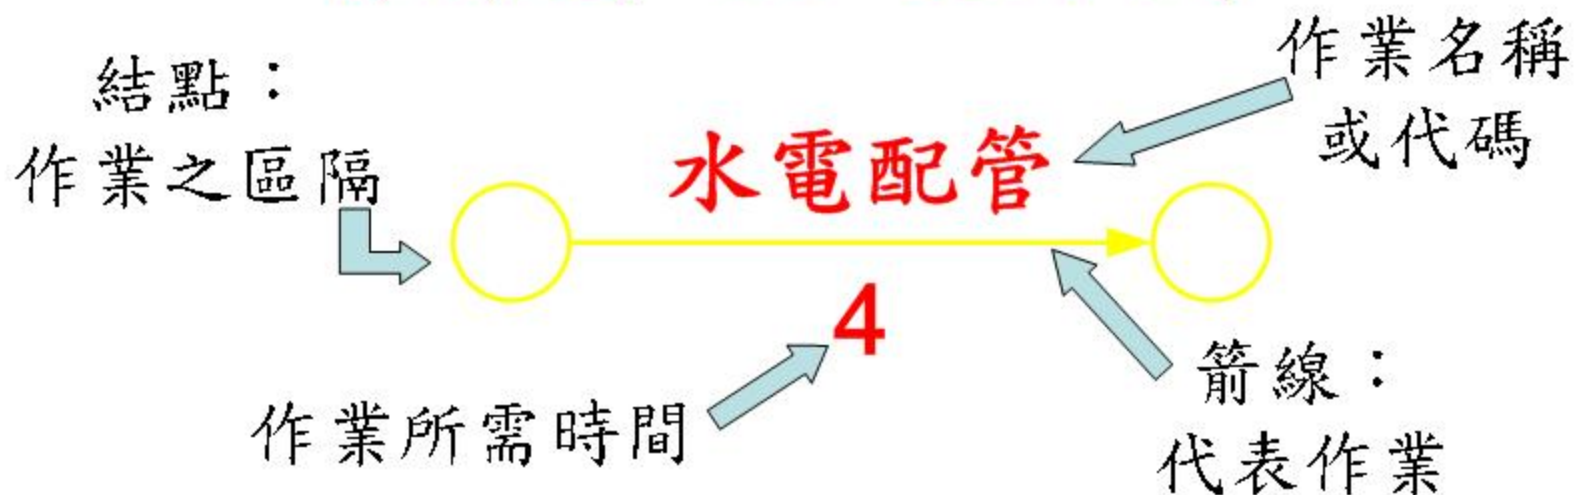 結點：
作業之區隔
作業名稱
或代碼
水電配管
4
作業所需時間
箭線：
代表作業